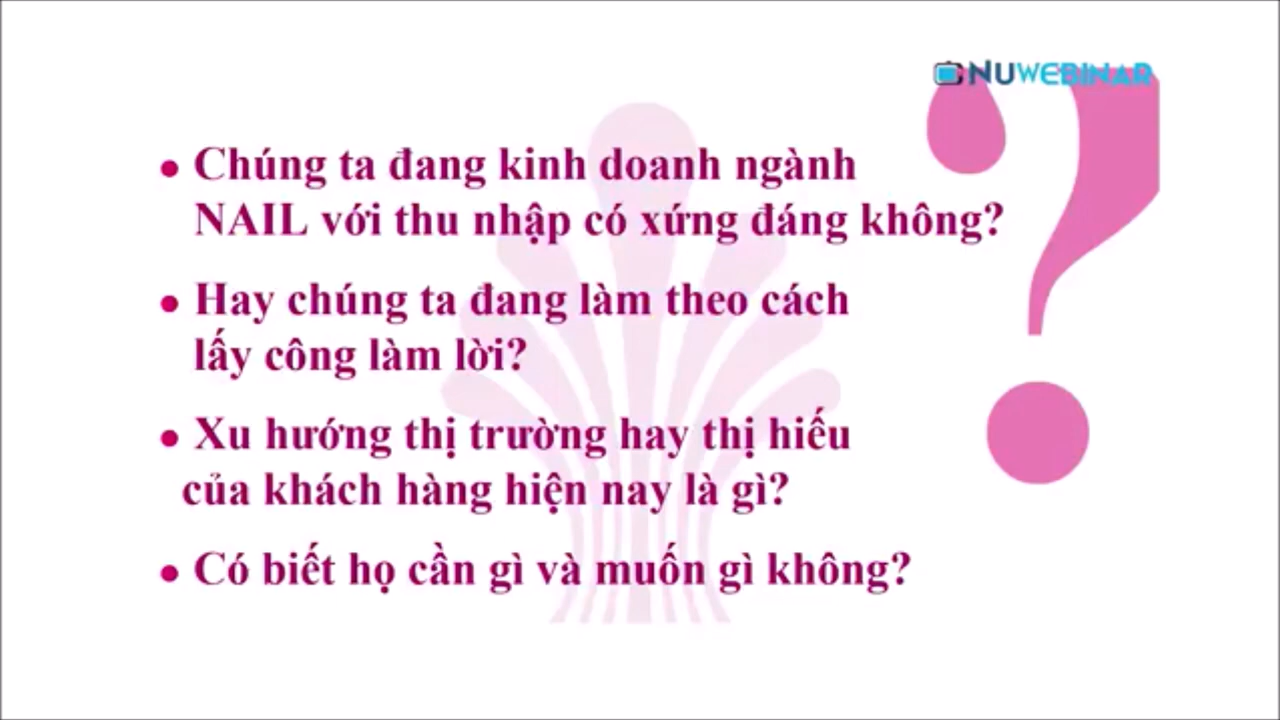 NUWEBINAR
• Chúng ta đang kinh doanh ngành
NAIL với thu nhập có xứng đáng không?
• Hay chúng ta đang làm theo cách
lấy công làm lời?
• Xu hướng thị trường hay thị hiếu
của khách hàng hiện nay là gì?
• Có biết họ cần gì và muốn gì không?
?